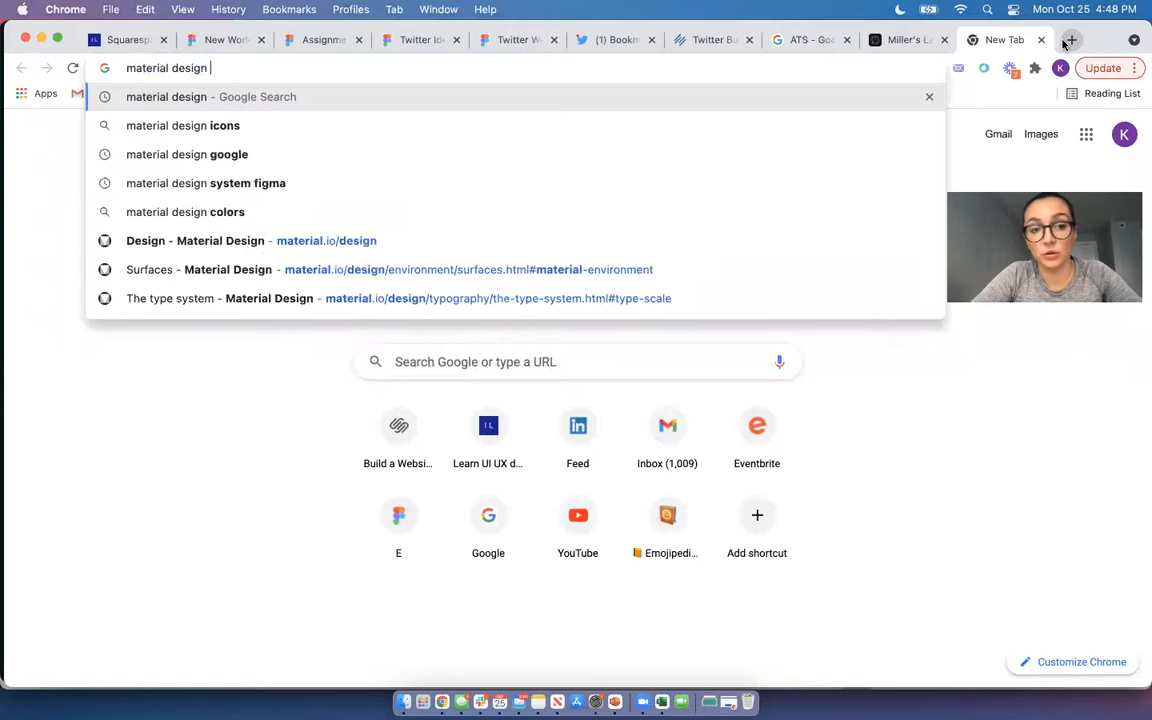 Chrome File Edit View History Bookmarks Profiles Tab Window Help Mon Oct 25 4:48 PM
Squaresp New Worl Assignme Twitter Id Twitter W (1) Bookm Twitter Bu ATS - Goo Miller's La New Tab
material design
7 K Update
Apps
Reading List
material design - Google Search
material design icons
Gmail Images K
material design google
material design system figma
material design colors
Design - Material Design - material.io/design
Surfaces - Material Design - material.io/design/environment/surfaces.html#material-environment
The type system - Material Design - material.io/design/typography/the-type-system.html#type-scale
Search Google or type a URL
Build a Websi... Learn UI UX d... Feed Inbox (1,009) Eventbrite
E Google YouTube Emojipedi... Add shortcut
Customize Chrome